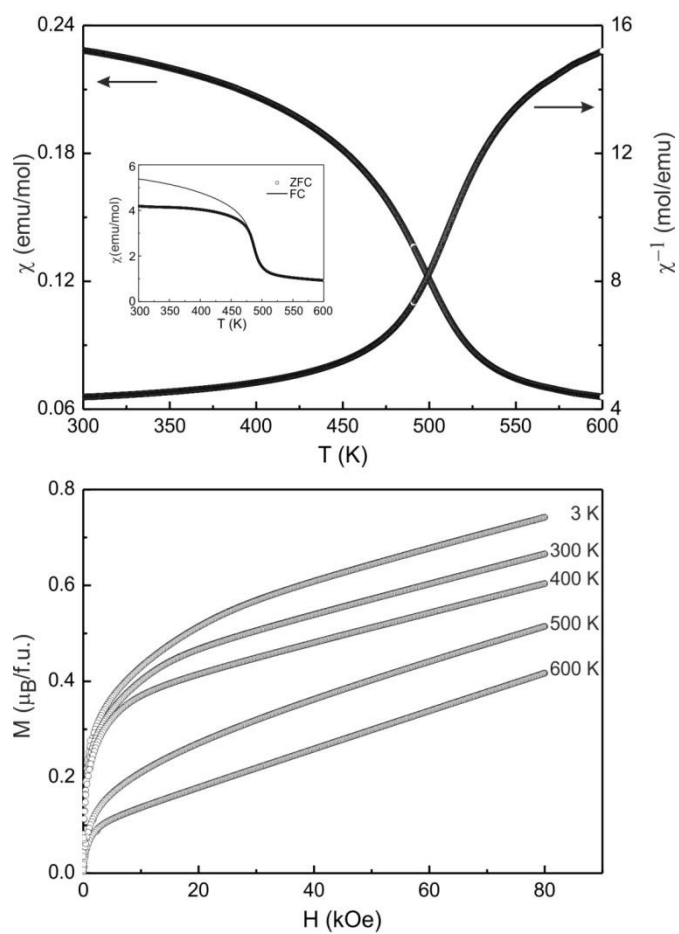 0.24
0.18
0.12
0.06
χ (emu/mol)
16
12
8
4
χ⁻¹ (mol/emu)
6
4
2
0
χ(emu/mol)
ZFC
FC
300 350 400 450 500 550 600
T (K)
300 350 400 450 500 550 600
T (K)
0.8
0.6
0.4
0.2
0.0
M (μB/f.u.)
3 K
300 K
400 K
500 K
600 K
0 20 40 60 80
H (kOe)